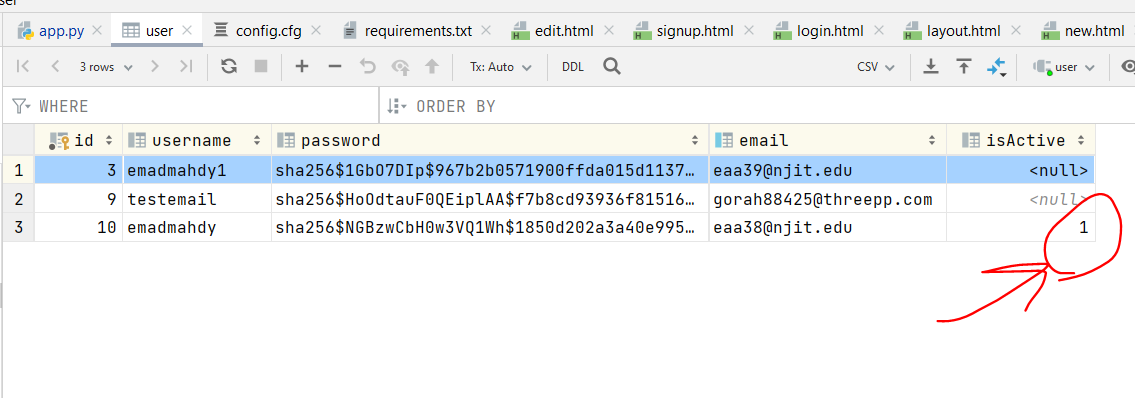 ser
app.py user config.cfg requirements.txt edit.html signup.html login.html layout.html new.html
3 rows Tx: Auto DDL CSV user
WHERE ORDER BY
id username password email isActive
1 3 emadmahdy1 sha256$1GbO7DIp$967b2b0571900ffda015d1137… eaa39@njit.edu <null>
2 9 testemail sha256$HoOdtauF0QEiplAA$f7b8cd93936f81516… gorah88425@threepp.com <null>
3 10 emadmahdy sha256$NGBzwCbH0w3VQ1Wh$1850d202a3a40e995… eaa38@njit.edu 1